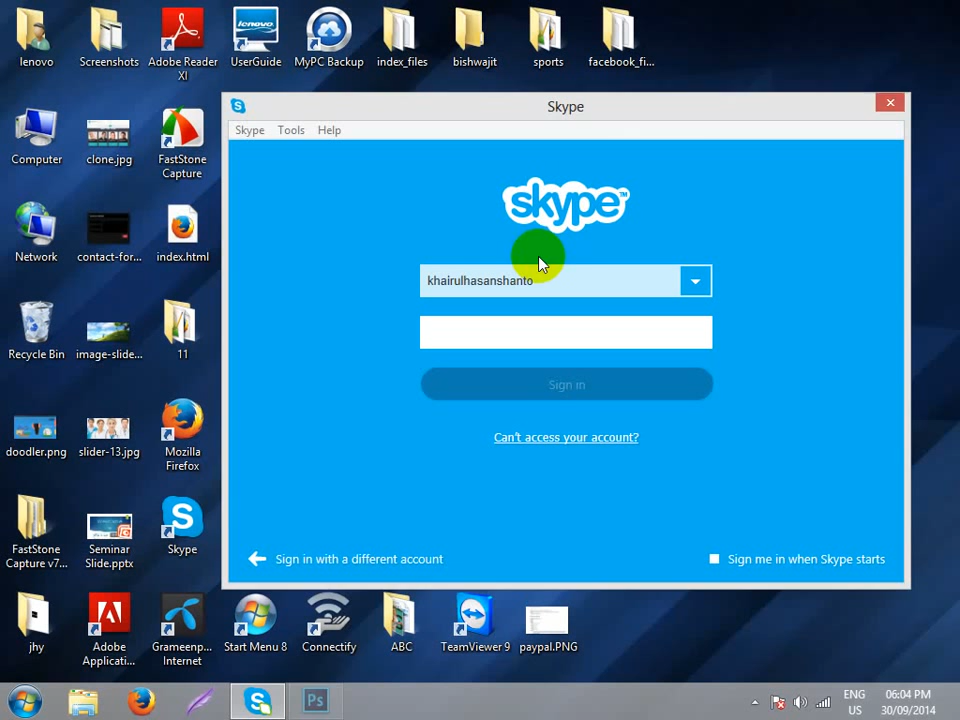 lenovo
Screenshots
Adobe Reader
XI
lenovo
UserGuide
MyPC Backup
index_files
bishwajit
sports
facebook_fi...
Computer
clone.jpg
FastStone
Capture
Network
contact-for...
index.html
Recycle Bin
image-slide...
11
doodler.png
slider-13.jpg
Mozilla
Firefox
FastStone
Capture v7...
Seminar
Slide.pptx
Skype
jhy
Adobe
Applicati...
Grameenp...
Internet
Start Menu 8
Connectify
ABC
TeamViewer 9
paypal.PNG
Skype
Skype Tools Help
skype™
khairulhasanshanto
Sign in
Can't access your account?
Sign in with a different account
Sign me in when Skype starts
Ps
ENG
US
06:04 PM
30/09/2014